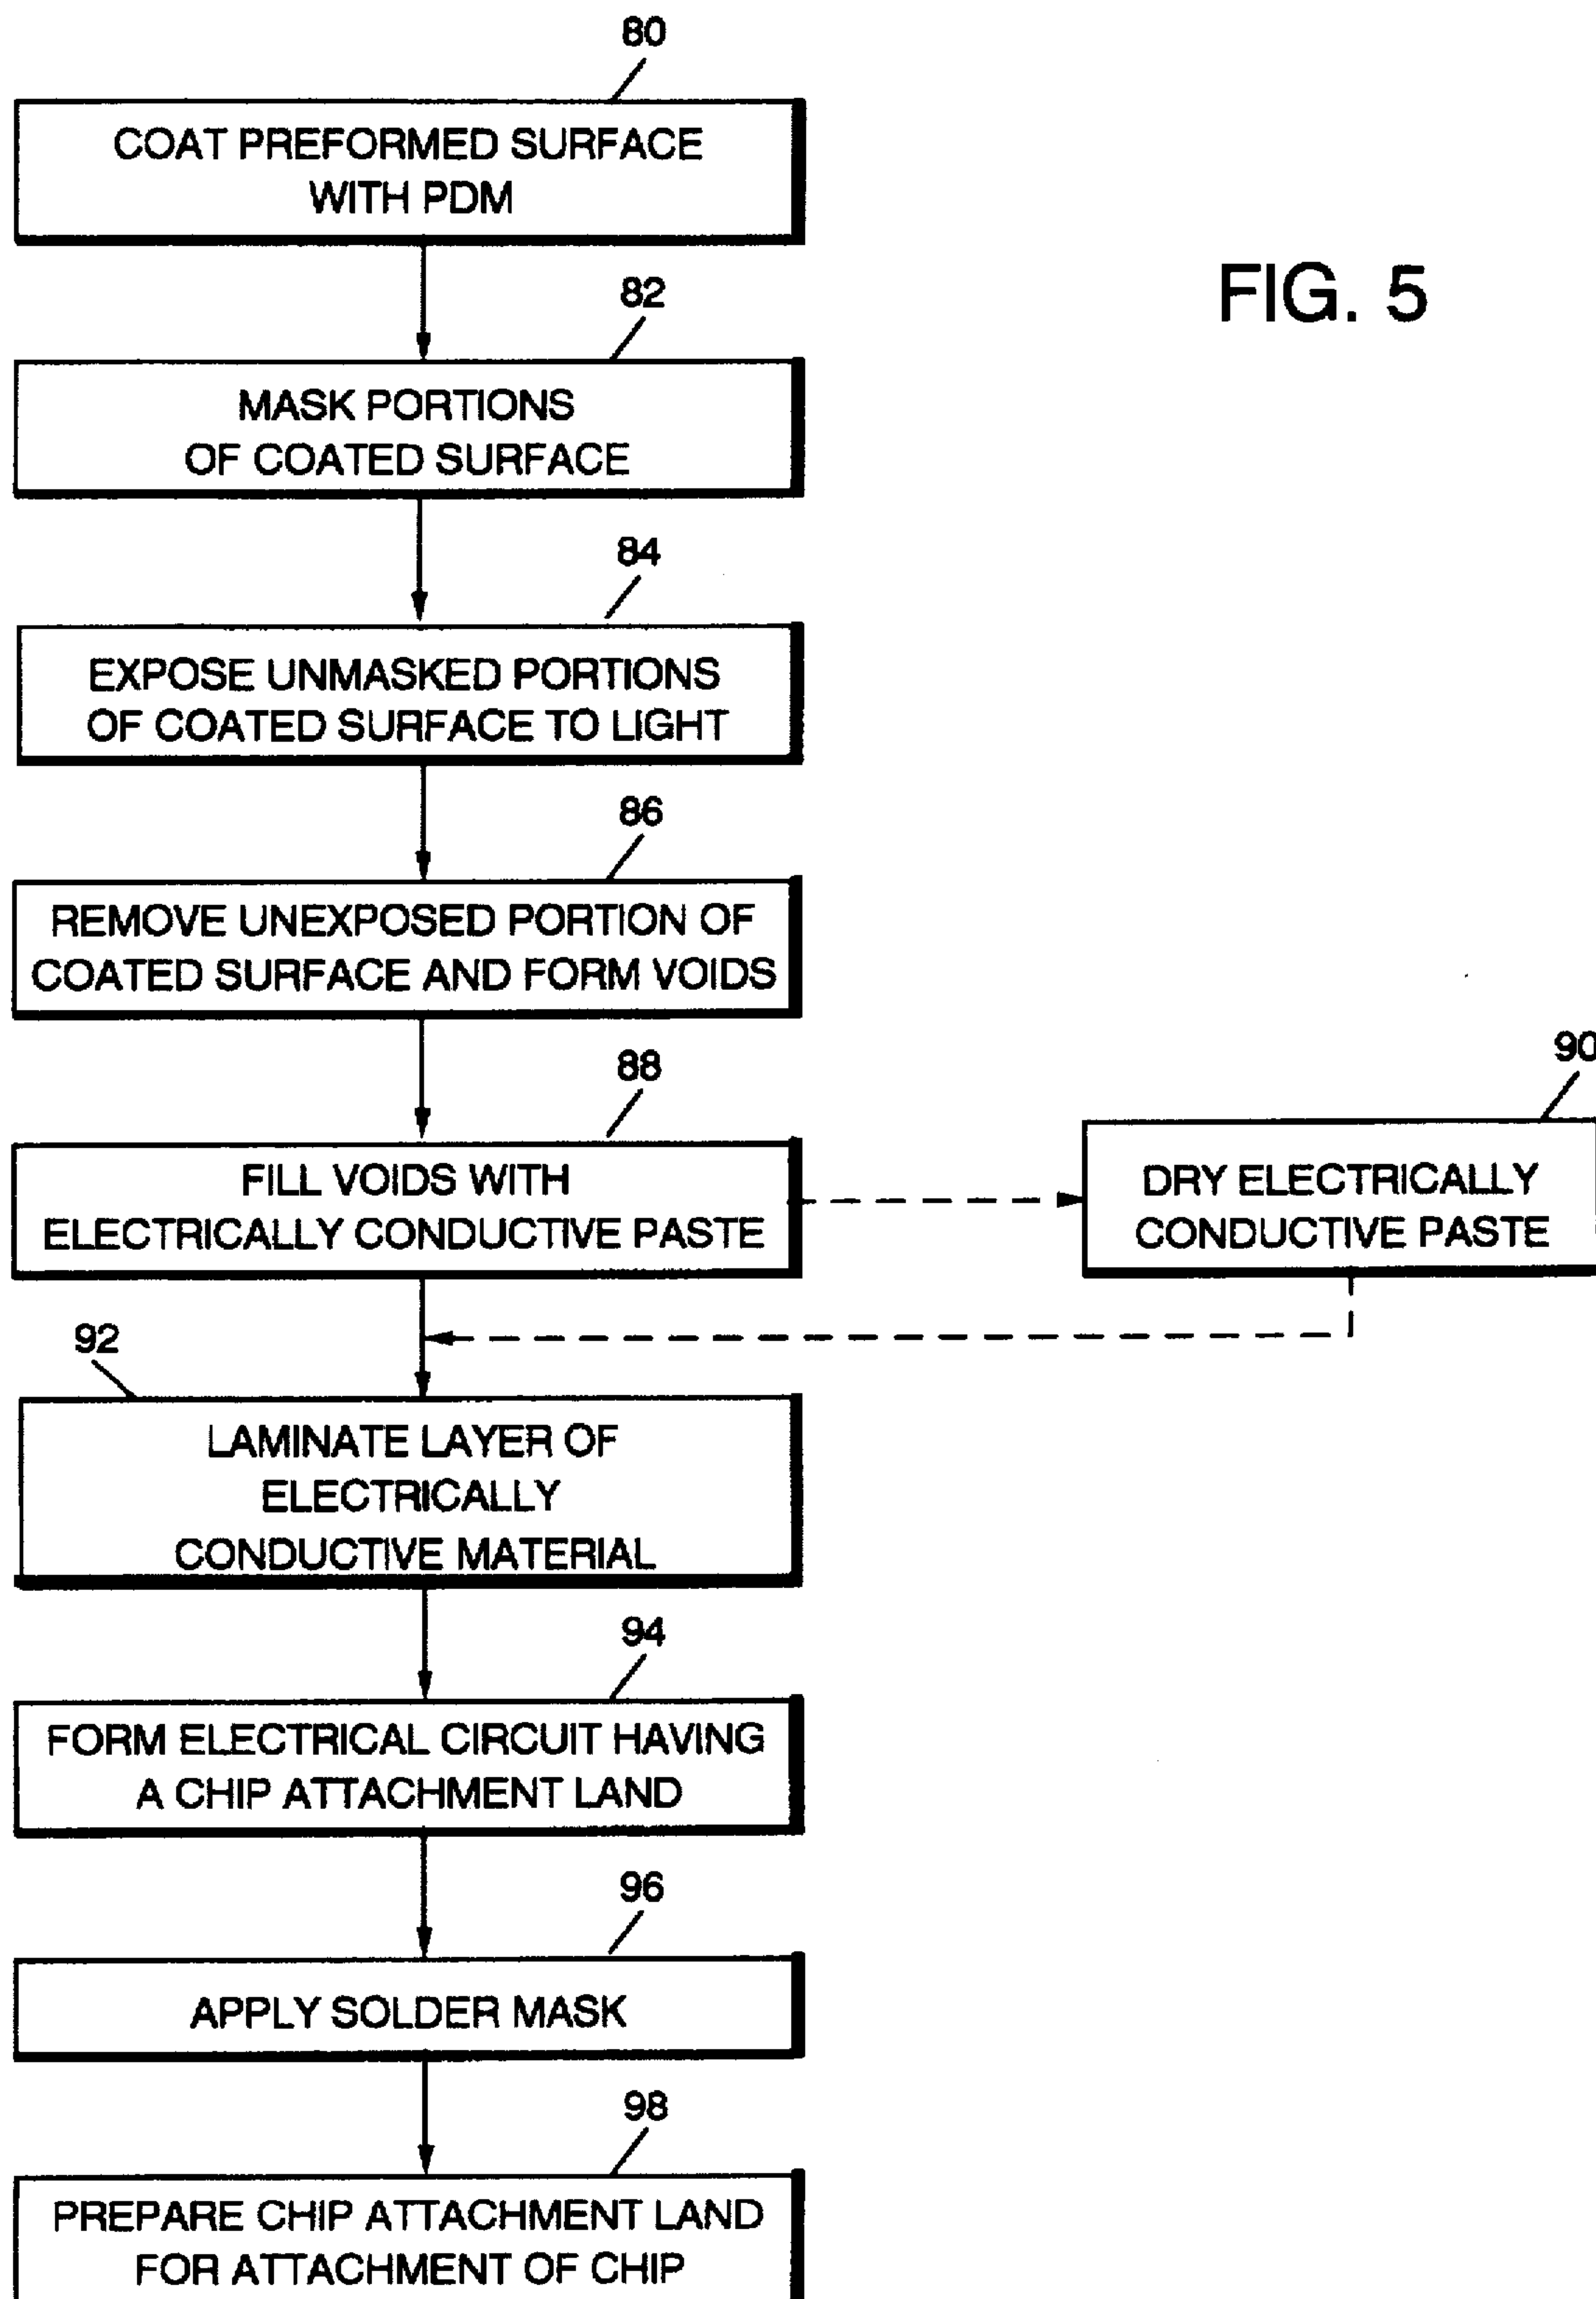 80
COAT PREFORMED SURFACE
WITH PDM
FIG. 5
82
MASK PORTIONS
OF COATED SURFACE
84
EXPOSE UNMASKED PORTIONS
OF COATED SURFACE TO LIGHT
86
REMOVE UNEXPOSED PORTION OF
COATED SURFACE AND FORM VOIDS
88
FILL VOIDS WITH
ELECTRICALLY CONDUCTIVE PASTE
90
DRY ELECTRICALLY
CONDUCTIVE PASTE
92
LAMINATE LAYER OF
ELECTRICALLY
CONDUCTIVE MATERIAL
94
FORM ELECTRICAL CIRCUIT HAVING
A CHIP ATTACHMENT LAND
96
APPLY SOLDER MASK
98
PREPARE CHIP ATTACHMENT LAND
FOR ATTACHMENT OF CHIP